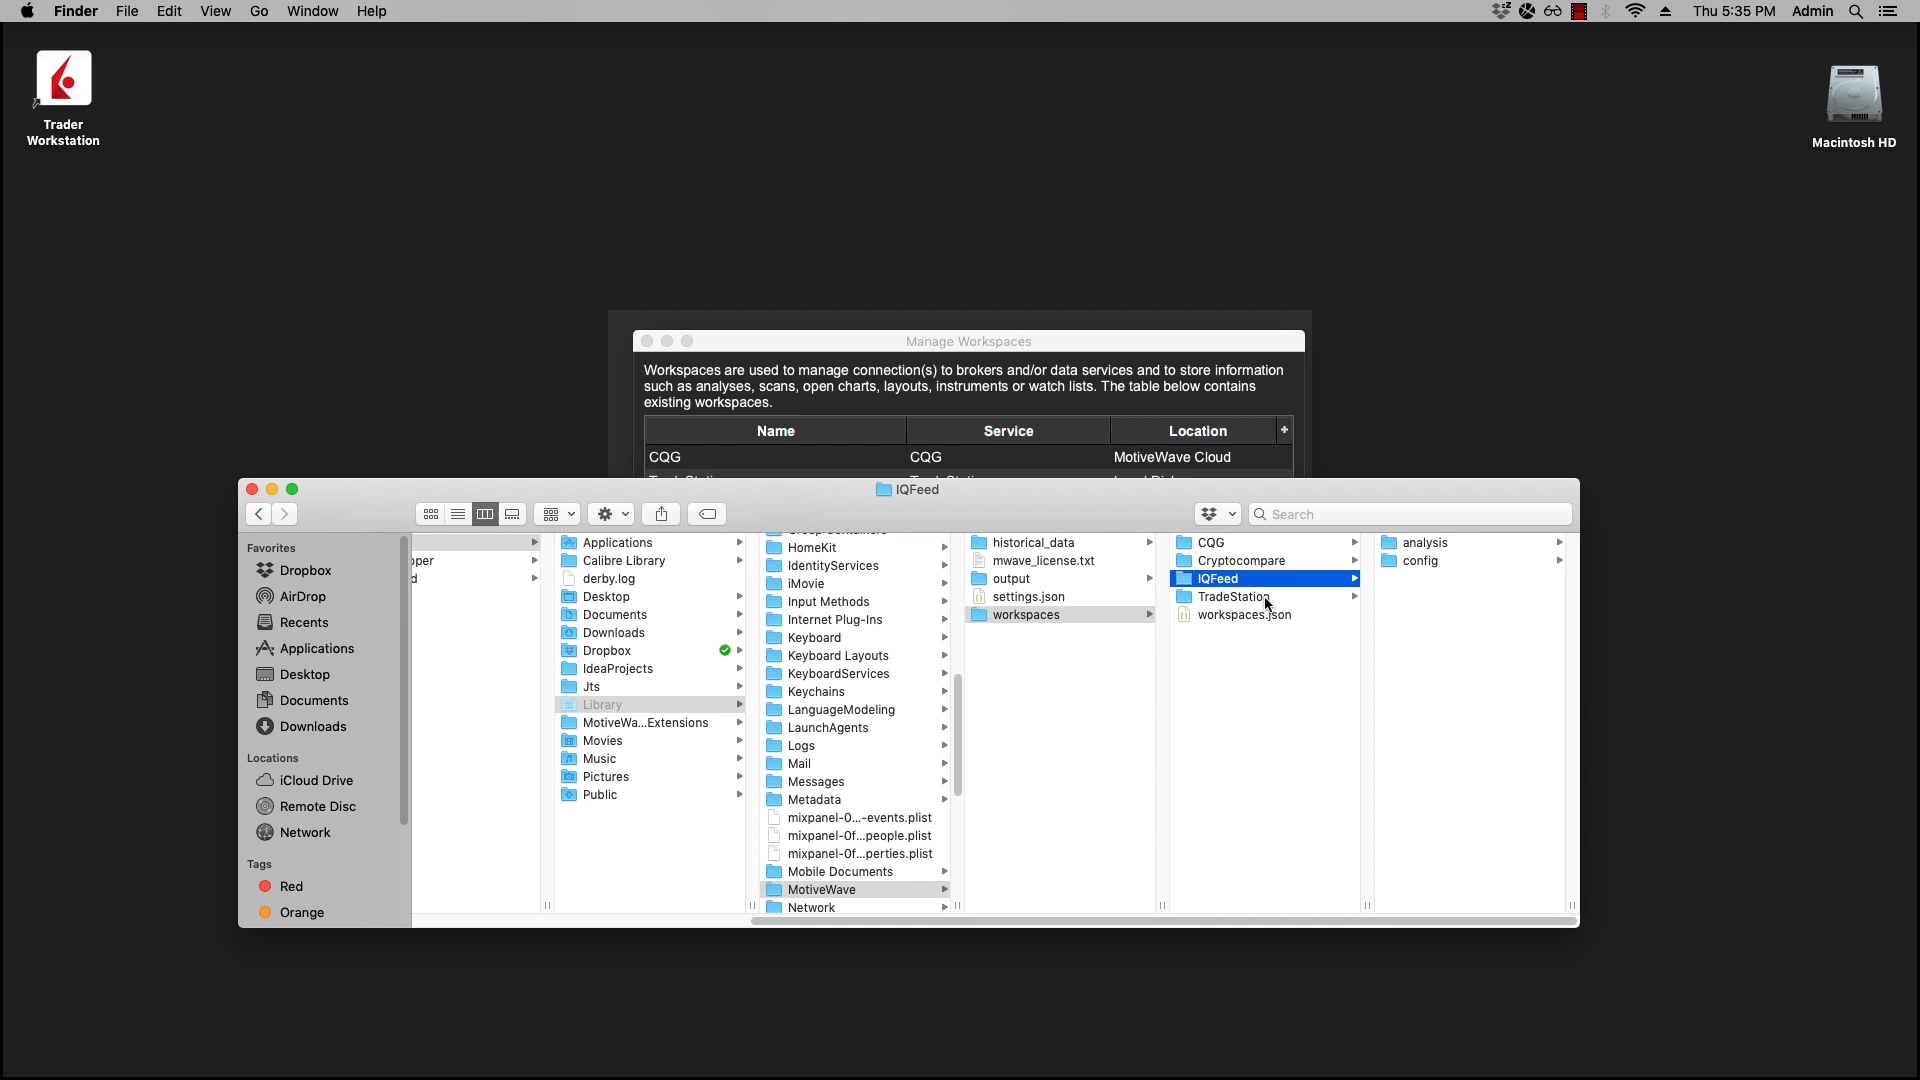 Finder File Edit View Go Window Help
Thu 5:35 PM Admin
Trader
Workstation
Macintosh HD
Manage Workspaces
Workspaces are used to manage connection(s) to brokers and/or data services and to store information
such as analyses, scans, open charts, layouts, instruments or watch lists. The table below contains
existing workspaces.
Name Service Location +
CQG CQG MotiveWave Cloud
IQFeed
Search
Favorites
Dropbox
AirDrop
Recents
Applications
Desktop
Documents
Downloads
Locations
iCloud Drive
Remote Disc
Network
Tags
Red
Orange
Applications
Calibre Library
derby.log
Desktop
Documents
Downloads
Dropbox
IdeaProjects
Jts
Library
MotiveWa...Extensions
Movies
Music
Pictures
Public
HomeKit
IdentityServices
iMovie
Input Methods
Internet Plug-Ins
Keyboard
Keyboard Layouts
KeyboardServices
Keychains
LanguageModeling
LaunchAgents
Logs
Mail
Messages
Metadata
mixpanel-0...-events.plist
mixpanel-0f...people.plist
mixpanel-0f...perties.plist
Mobile Documents
MotiveWave
Network
historical_data
mwave_license.txt
output
settings.json
workspaces
CQG
Cryptocompare
IQFeed
TradeStation
workspaces.json
analysis
config